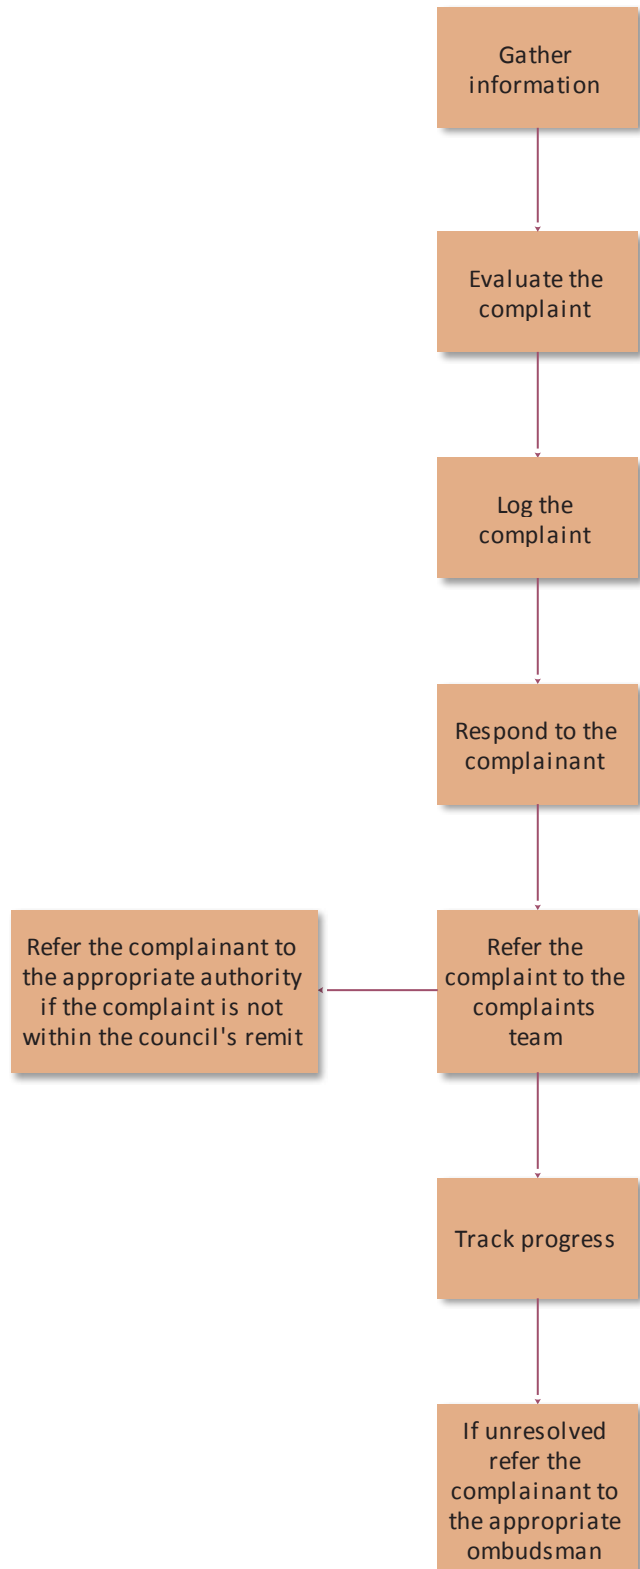 Gather
information
Evaluate the
complaint
Log the
complaint
Respond to the
complainant
Refer the complainant to
the appropriate authority
if the complaint is not
within the council's remit
Refer the
complaint to the
complaints
team
Track progress
If unresolved
refer the
complainant to
the appropriate
ombudsman